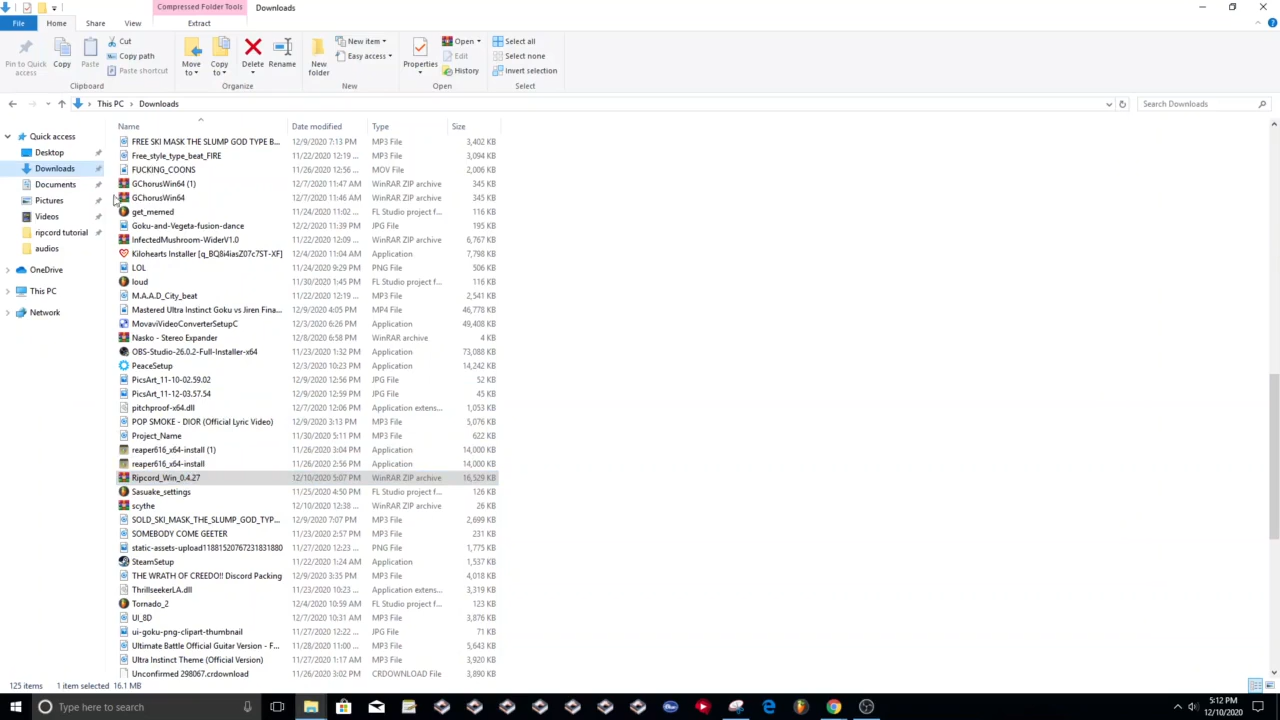 Compressed Folder Tools Downloads
File Home Share View Extract
Pin to Quick access Copy Paste Cut Copy path Paste shortcut Clipboard
Move to Copy to Delete Rename Organize
New folder New item Easy access New
Properties Open Edit History Open
Select all Select none Invert selection Select
This PC > Downloads Search Downloads
Name Date modified Type Size
Quick access
Desktop
Downloads
Documents
Pictures
Videos
ripcord tutorial
audios
OneDrive
This PC
Network
FREE SKI MASK THE SLUMP GOD TYPE B... 12/9/2020 7:13 PM MP3 File 3,402 KB
Free_style_type_beat_FIRE 11/22/2020 12:19 ... MP3 File 3,094 KB
FUCKING_COONS 11/26/2020 12:56 ... MOV File 2,006 KB
GChorusWin64 (1) 12/7/2020 11:47 AM WinRAR ZIP archive 345 KB
GChorusWin64 12/7/2020 11:46 AM WinRAR ZIP archive 345 KB
get_memed 11/24/2020 11:02 ... FL Studio project f... 116 KB
Goku-and-Vegeta-fusion-dance 12/2/2020 11:39 PM JPG File 195 KB
InfectedMushroom-WiderV1.0 11/22/2020 12:09 ... WinRAR ZIP archive 6,767 KB
Kilohearts Installer [q_BQ8i4iasZ07c7ST-XF] 12/4/2020 11:04 AM Application 7,798 KB
LOL 11/24/2020 9:29 PM PNG File 506 KB
loud 11/30/2020 1:45 PM FL Studio project f... 116 KB
M.A.A.D_City_beat 11/22/2020 12:19 ... MP3 File 2,541 KB
Mastered Ultra Instinct Goku vs Jiren Fina... 12/9/2020 4:05 PM MP4 File 46,778 KB
MovaviVideoConverterSetupC 12/3/2020 6:26 PM Application 49,408 KB
Nasko - Stereo Expander 12/8/2020 6:58 PM WinRAR archive 4 KB
OBS-Studio-26.0.2-Full-Installer-x64 11/23/2020 1:32 PM Application 73,088 KB
PeaceSetup 12/3/2020 10:23 PM Application 14,242 KB
PicsArt_11-10-02.59.02 12/9/2020 12:56 PM JPG File 52 KB
PicsArt_11-12-03.57.54 12/9/2020 12:59 PM JPG File 45 KB
pitchproof-x64.dll 12/7/2020 12:06 PM Application extens... 1,053 KB
POP SMOKE - DIOR (Official Lyric Video) 12/9/2020 3:13 PM MP3 File 5,076 KB
Project_Name 11/30/2020 5:11 PM MP3 File 622 KB
reaper616_x64-install (1) 11/26/2020 3:04 PM Application 14,000 KB
reaper616_x64-install 11/26/2020 2:56 PM Application 14,000 KB
Ripcord_Win_0.4.27 12/10/2020 5:07 PM WinRAR ZIP archive 16,529 KB
Sasuake_settings 11/25/2020 4:50 PM FL Studio project f... 126 KB
scythe 12/10/2020 12:38 ... WinRAR ZIP archive 26 KB
SOLD_SKI_MASK_THE_SLUMP_GOD_TYP... 12/9/2020 7:07 PM MP3 File 2,699 KB
SOMEBODY COME GEETER 11/23/2020 2:57 PM MP3 File 231 KB
static-assets-upload11881520767231831880 11/27/2020 12:23 ... PNG File 1,775 KB
SteamSetup 11/22/2020 1:24 AM Application 1,537 KB
THE WRATH OF CREEDO!! Discord Packing 12/9/2020 3:35 PM MP3 File 4,018 KB
ThrillseekerLA.dll 11/23/2020 10:23 ... Application extens... 3,319 KB
Tornado_2 12/4/2020 10:59 AM FL Studio project f... 123 KB
UI_8D 12/7/2020 10:31 AM MP3 File 3,876 KB
ui-goku-png-clipart-thumbnail 11/27/2020 12:22 ... JPG File 71 KB
Ultimate Battle Official Guitar Version - F... 11/28/2020 11:00 ... MP3 File 5,643 KB
Ultra Instinct Theme (Official Version) 11/27/2020 1:17 AM MP3 File 3,920 KB
Unconfirmed 298067.crdownload 11/26/2020 3:02 PM CRDOWNLOAD File 3,890 KB
125 items 1 item selected 16.1 MB
Type here to search
5:12 PM
12/10/2020